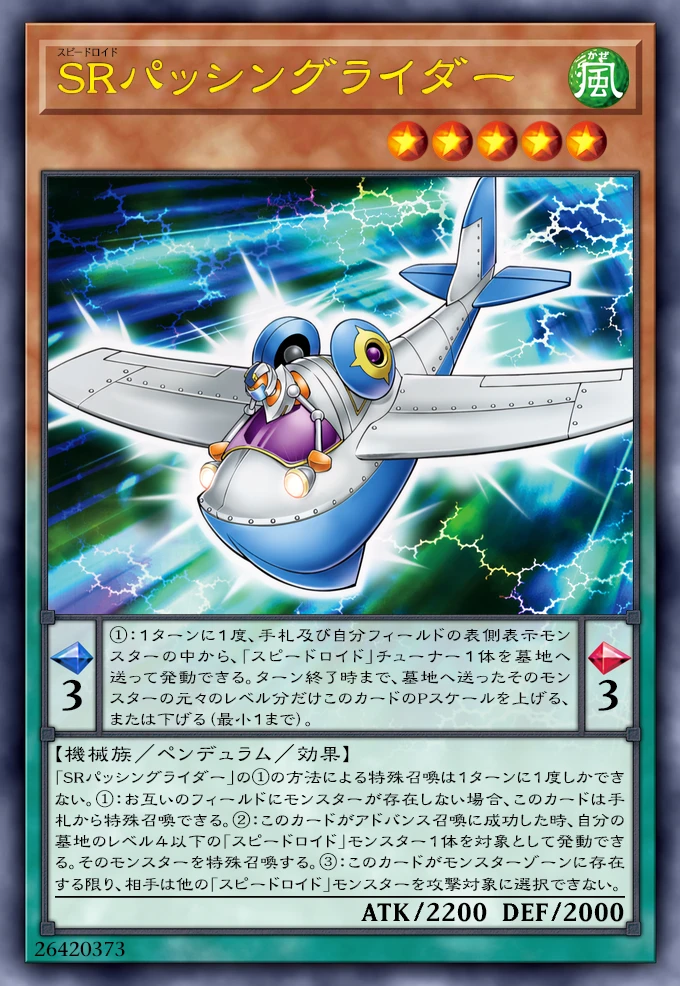 スピードロイド
SRパッシングライダー
かぜ
風
①：1ターンに1度、手札及び自分フィールドの表側表示モン
スターの中から、「スピードロイド」チューナー1体を墓地へ
送って発動できる。ターン終了時まで、墓地へ送ったそのモ
ンスターの元々のレベル分だけこのカードのPスケールを上げる、
または下げる（最小1まで）。
3
3
【機械族／ペンデュラム／効果】
「SRパッシングライダー」の①の方法による特殊召喚は1ターンに1度しかでき
ない。①：お互いのフィールドにモンスターが存在しない場合、このカードは手
札から特殊召喚できる。②：このカードがアドバンス召喚に成功した時、自分の
墓地のレベル４以下の「スピードロイド」モンスター１体を対象として発動でき
る。そのモンスターを特殊召喚する。③：このカードがモンスターゾーンに存在
する限り、相手は他の「スピードロイド」モンスターを攻撃対象に選択できない。
ATK/2200 DEF/2000
26420373